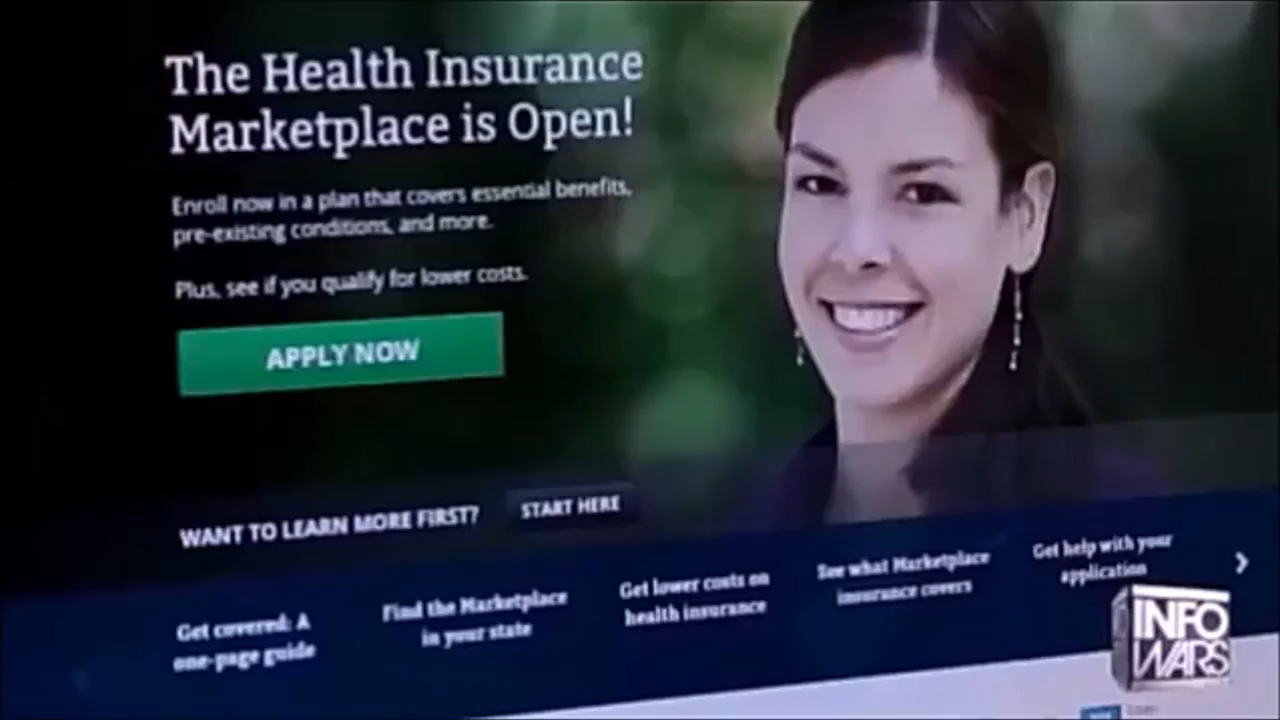 The Health Insurance
Marketplace is Open!
Enroll now in a plan that covers essential benefits,
pre-existing conditions, and more.
Plus, see if you qualify for lower costs.
APPLY NOW
WANT TO LEARN MORE FIRST?
START HERE
Get covered: A
one-page guide
Find the Marketplace
in your state
Get lower costs on
health insurance
See what Marketplace
insurance covers
Get help with your
application
INFO
WARS